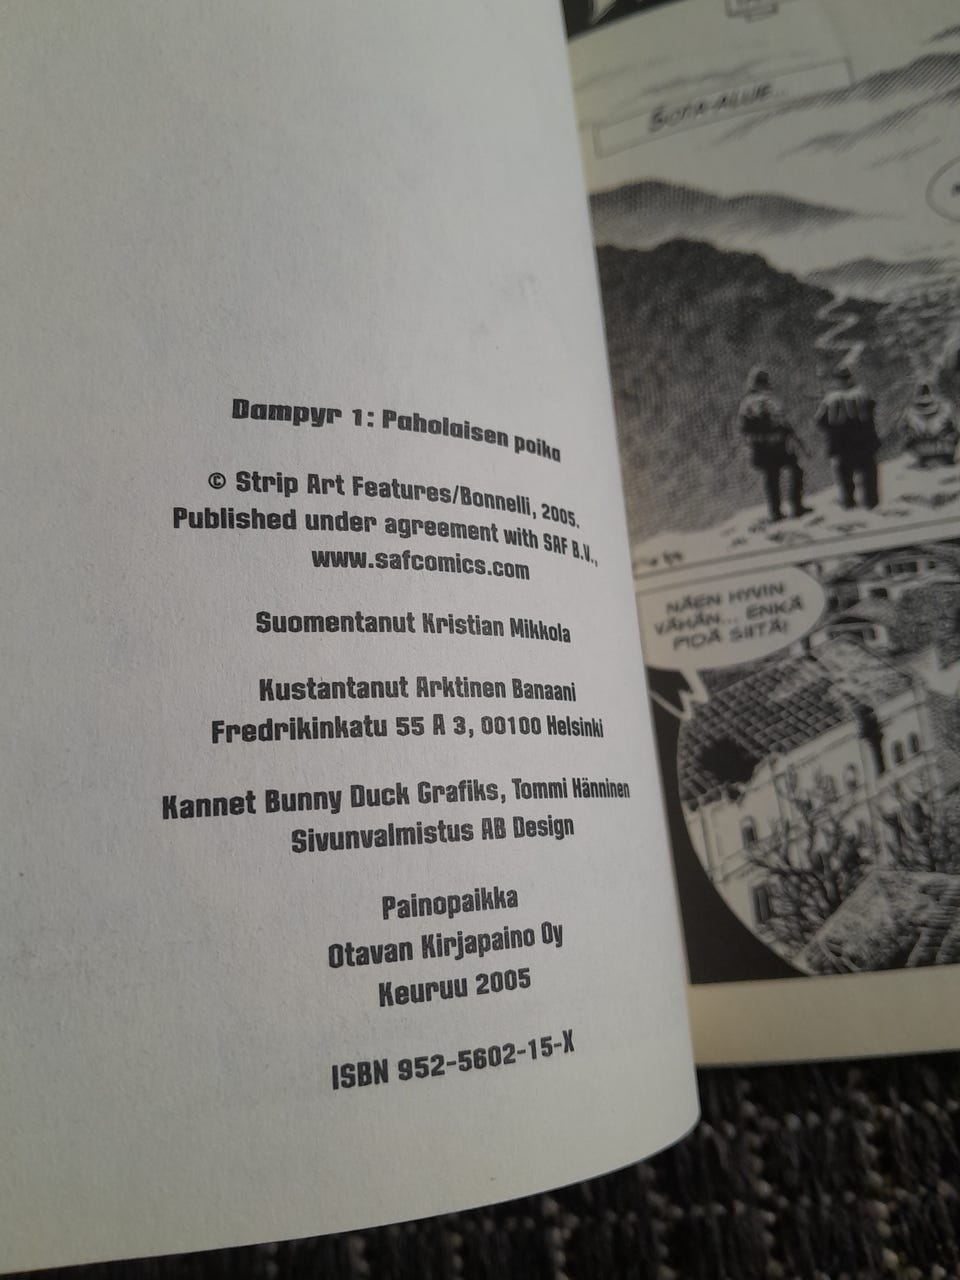 Dampyr 1: Paholaisen poika
© Strip Art Features/Bonnelli, 2005.
Published under agreement with SAF B.V.,
www.safcomics.com
Suomentanut Kristian Mikkola
Kustantanut Arktinen Banaani
Fredrikinkatu 55 A 3, 00100 Helsinki
Kannet Bunny Duck Grafiks, Tommi Hänninen
Sivunvalmistus AB Design
Painopaikka
Otavan Kirjapaino Oy
Keuruu 2005
ISBN 952-5602-15-X
SOTA-ALUE...
NÄEN HYVIN
VÄHÄN... ENKÄ
PIDÄ SIITÄ!